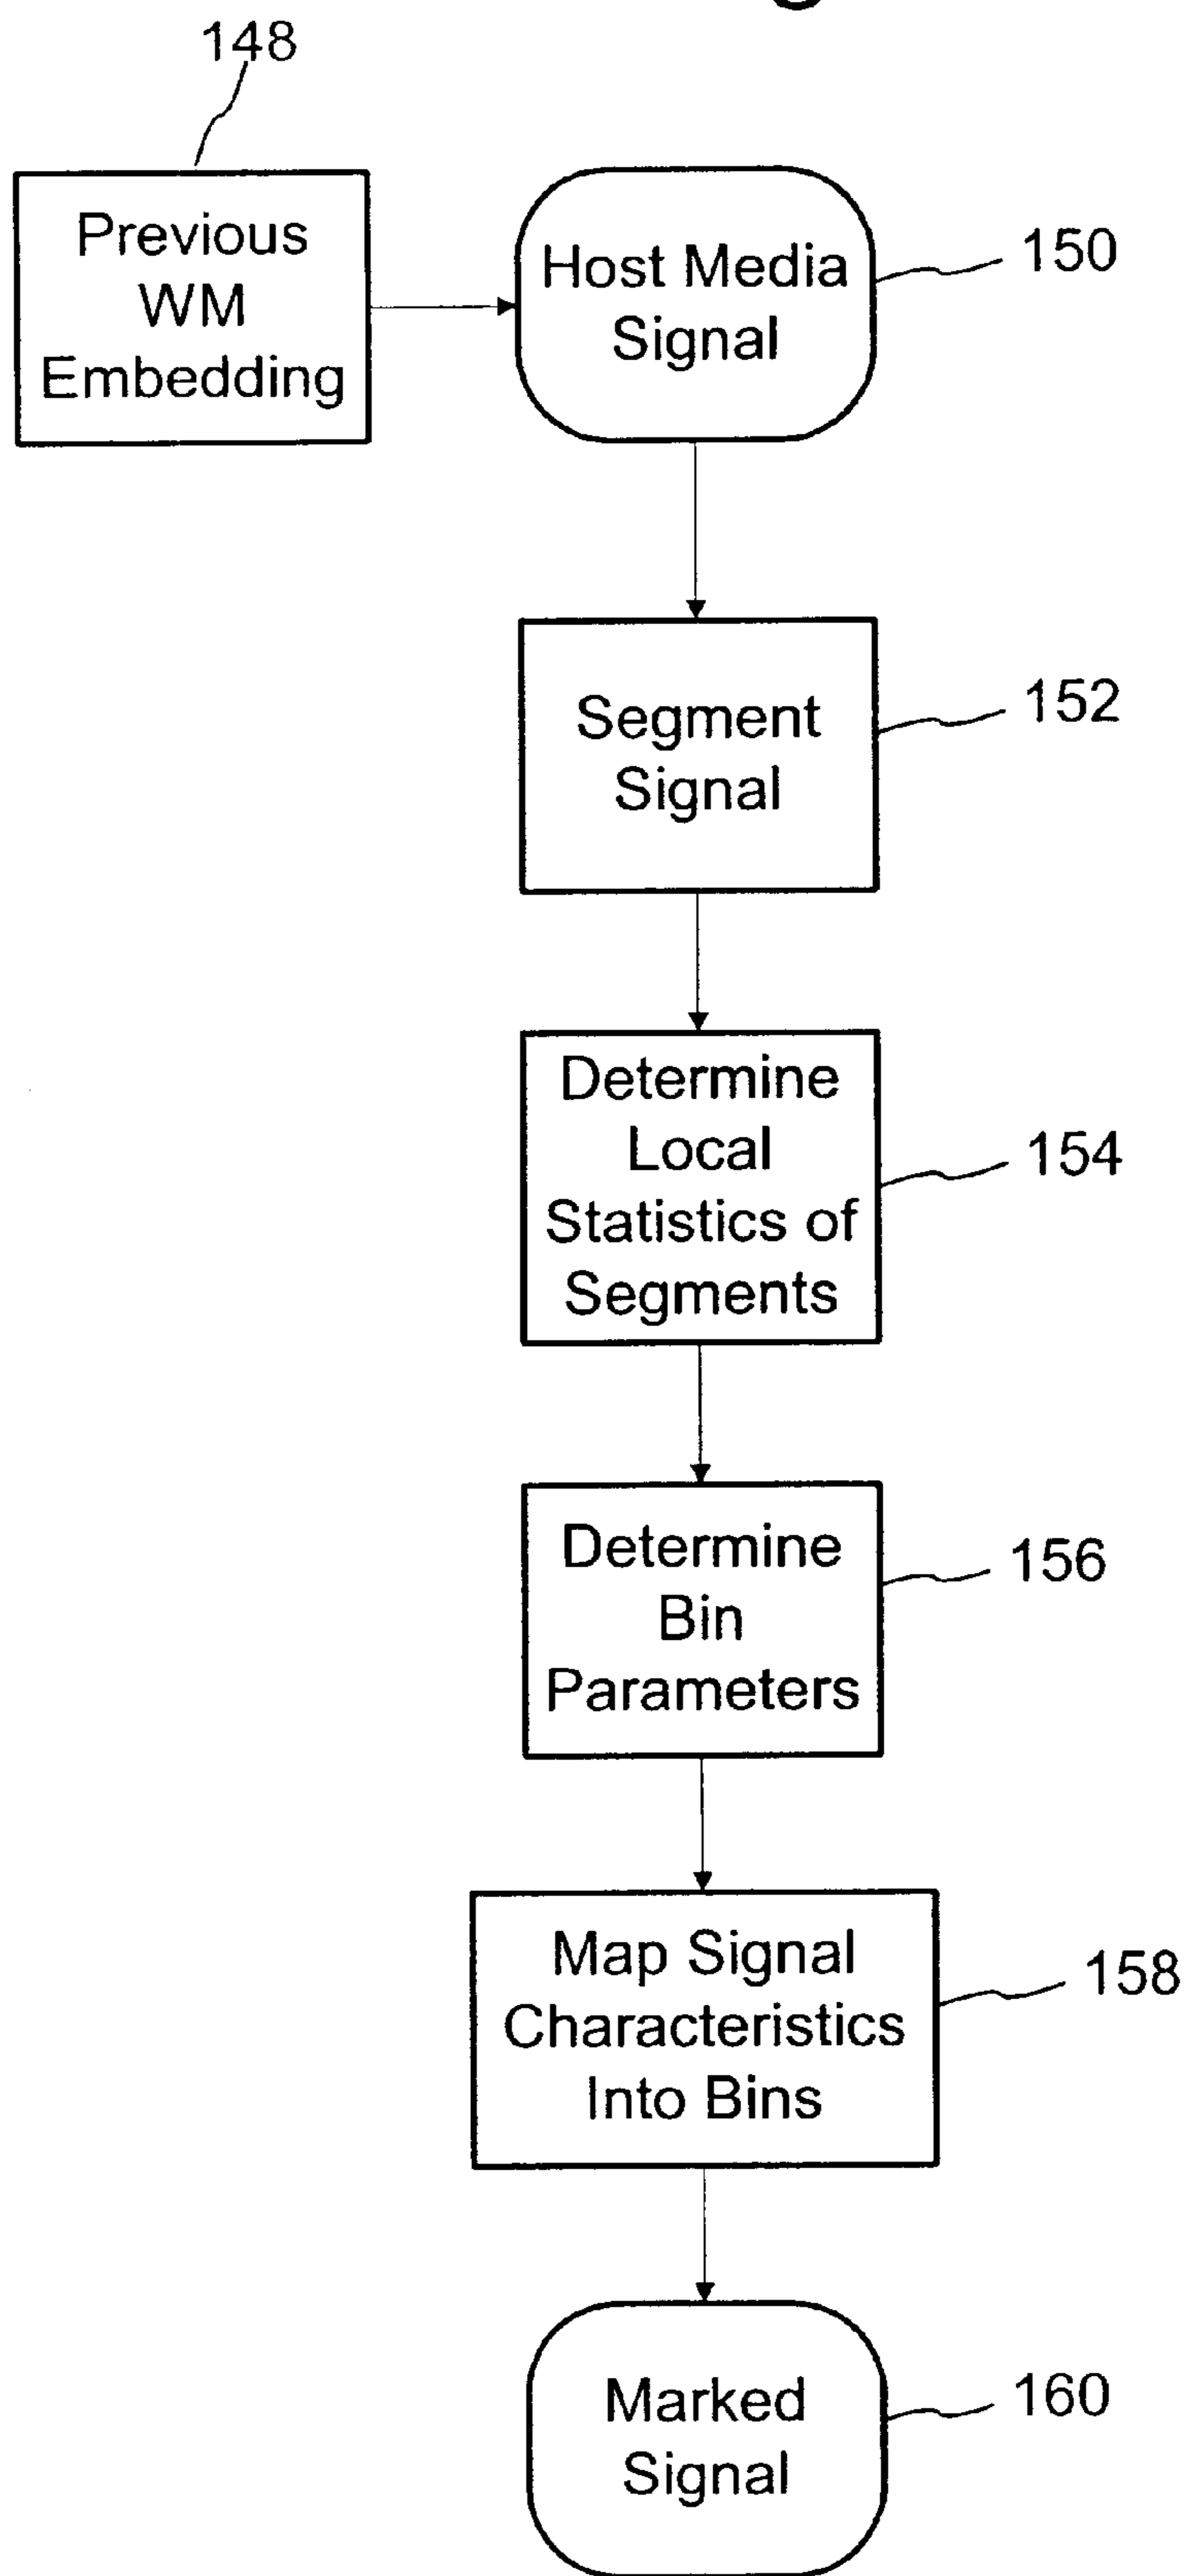 148
Previous
WM
Embedding
Host Media
Signal
150
Segment
Signal
152
Determine
Local
Statistics of
Segments
154
Determine
Bin
Parameters
156
Map Signal
Characteristics
Into Bins
158
Marked
Signal
160